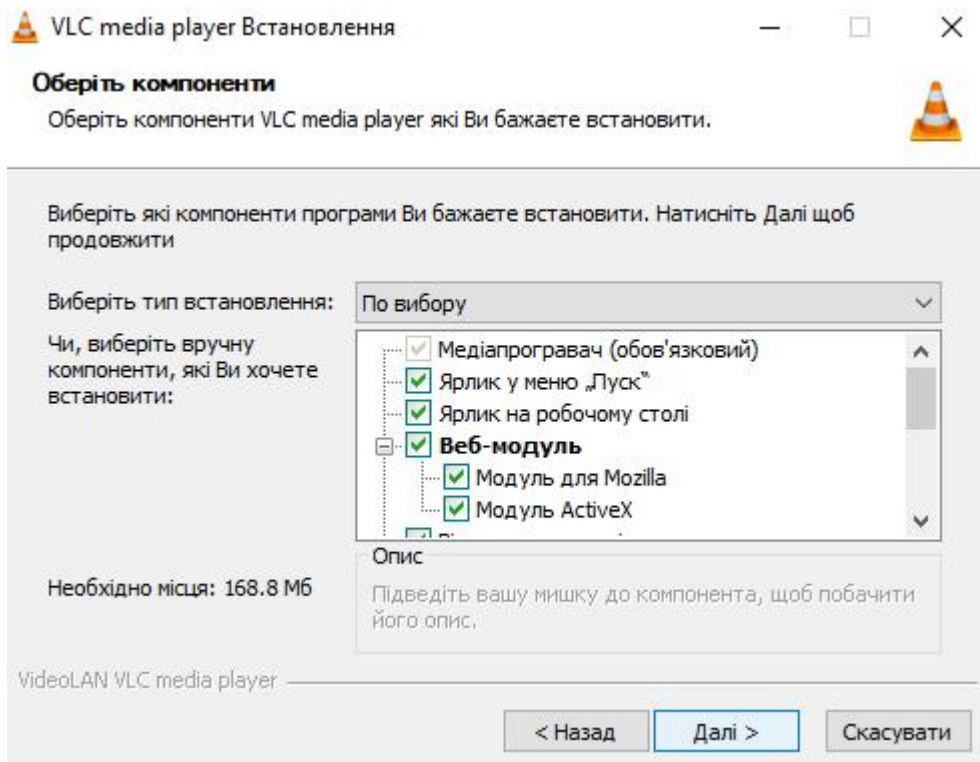 VLC media player Встановлення
Оберіть компоненти
Оберіть компоненти VLC media player які Ви бажаєте встановити.
Виберіть які компоненти програми Ви бажаєте встановити. Натисніть Далі щоб
продовжити
Виберіть тип встановлення:
По вибору
Чи, виберіть вручну
компоненти, які Ви хочете
встановити:
Медіапрогравач (обов'язковий)
Ярлик у меню „Пуск“
Ярлик на робочому столі
Веб-модуль
Модуль для Mozilla
Модуль ActiveX
Необхідно місця: 168.8 Мб
Опис
Підведіть вашу мишку до компонента, щоб побачити
його опис.
VideoLAN VLC media player
< Назад
Далі >
Скасувати